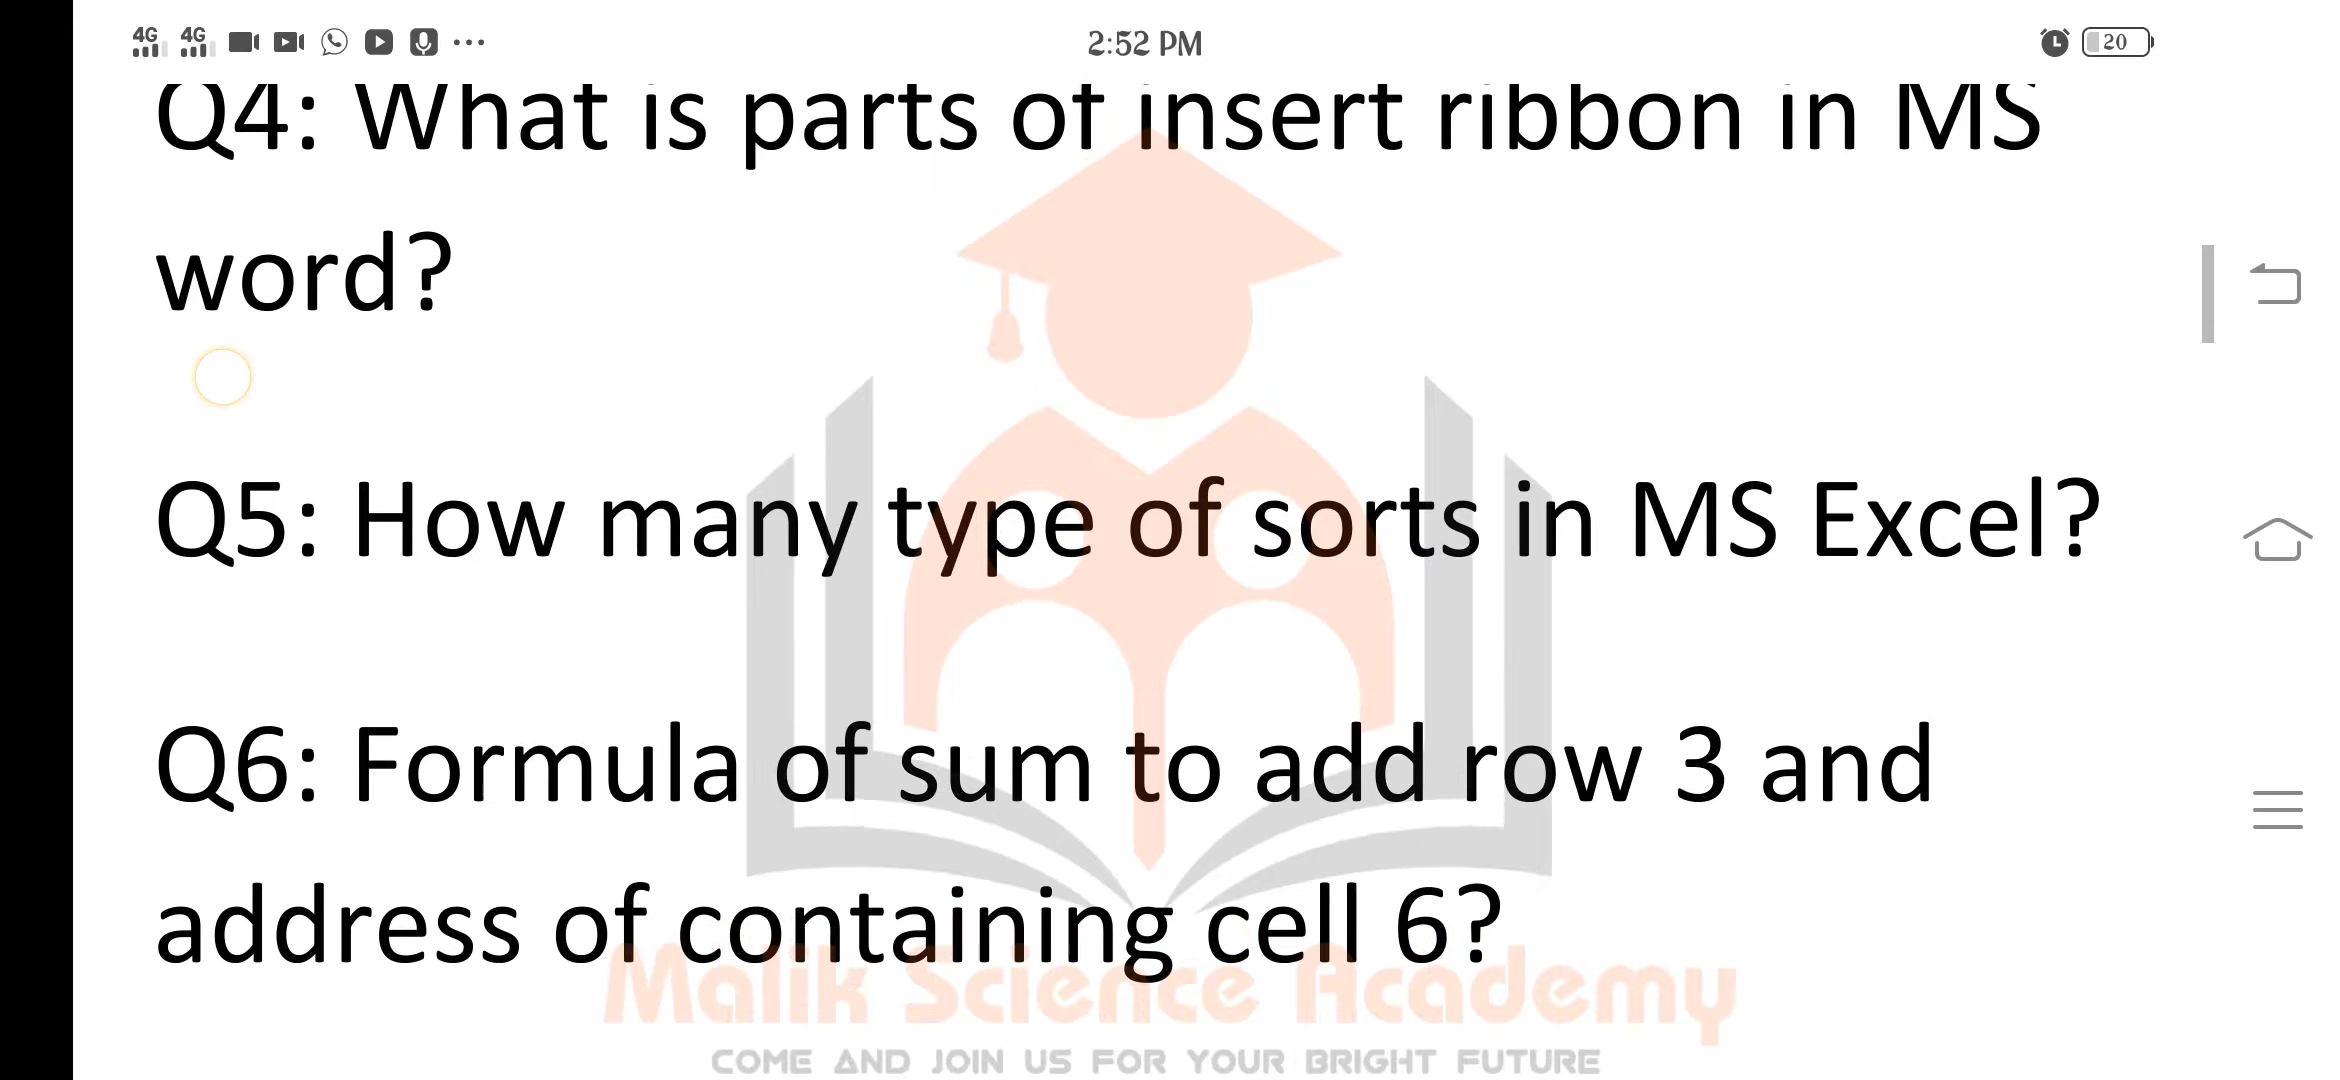 4G 4G 2:52 PM 20
Q4: What is parts of insert ribbon in MS
word?
Q5: How many type of sorts in MS Excel?
Q6: Formula of sum to add row 3 and
address of containing cell 6?
Malik Science Academy
COME AND JOIN US FOR YOUR BRIGHT FUTURE